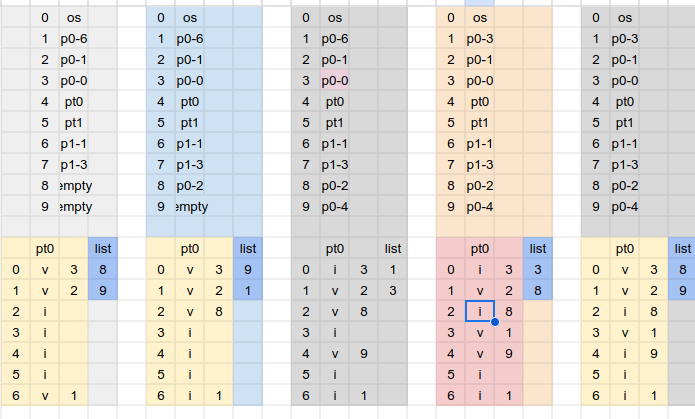 0 os 0 os 0 os 0 os 0 os
1 p0-6 1 p0-6 1 p0-6 1 p0-3 1 p0-3
2 p0-1 2 p0-1 2 p0-1 2 p0-1 2 p0-1
3 p0-0 3 p0-0 3 p0-0 3 p0-0 3 p0-0
4 pt0 4 pt0 4 pt0 4 pt0 4 pt0
5 pt1 5 pt1 5 pt1 5 pt1 5 pt1
6 p1-1 6 p1-1 6 p1-1 6 p1-1 6 p1-1
7 p1-3 7 p1-3 7 p1-3 7 p1-3 7 p1-3
8 empty 8 p0-2 8 p0-2 8 p0-2 8 p0-2
9 empty 9 empty 9 p0-4 9 p0-4 9 p0-4
pt0 list pt0 list pt0 list pt0 list pt0 list
0 v 3 8 0 v 3 9 0 i 3 1 0 i 3 3 0 v 3 8
1 v 2 9 1 v 2 1 1 v 2 3 1 v 2 8 1 v 2 9
2 i 2 v 8 2 v 8 2 i 8 2 i 8
3 i 3 i 3 i 3 v 1 3 v 1
4 i 4 i 4 v 9 4 v 9 4 i 9
5 i 5 i 5 i 5 i 5 i
6 v 1 6 i 1 6 i 1 6 i 1 6 i 1